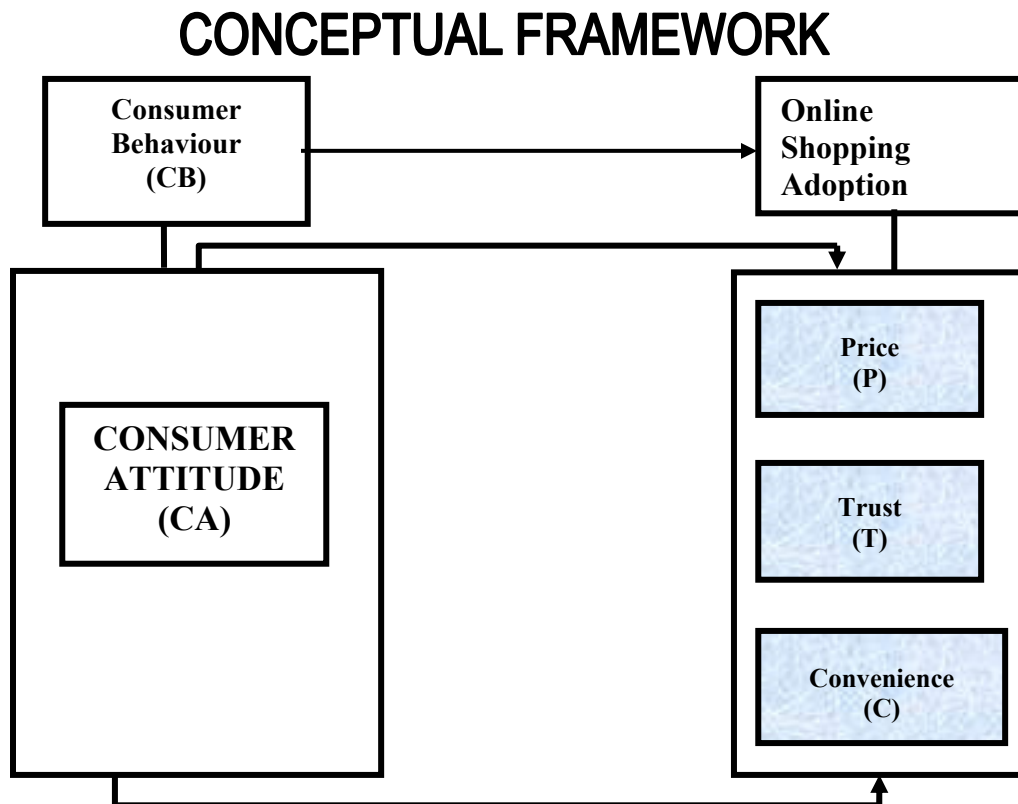 CONCEPTUAL FRAMEWORK
Consumer
Behaviour
(CB)
Online
Shopping
Adoption
CONSUMER
ATTITUDE
(CA)
Price
(P)
Trust
(T)
Convenience
(C)